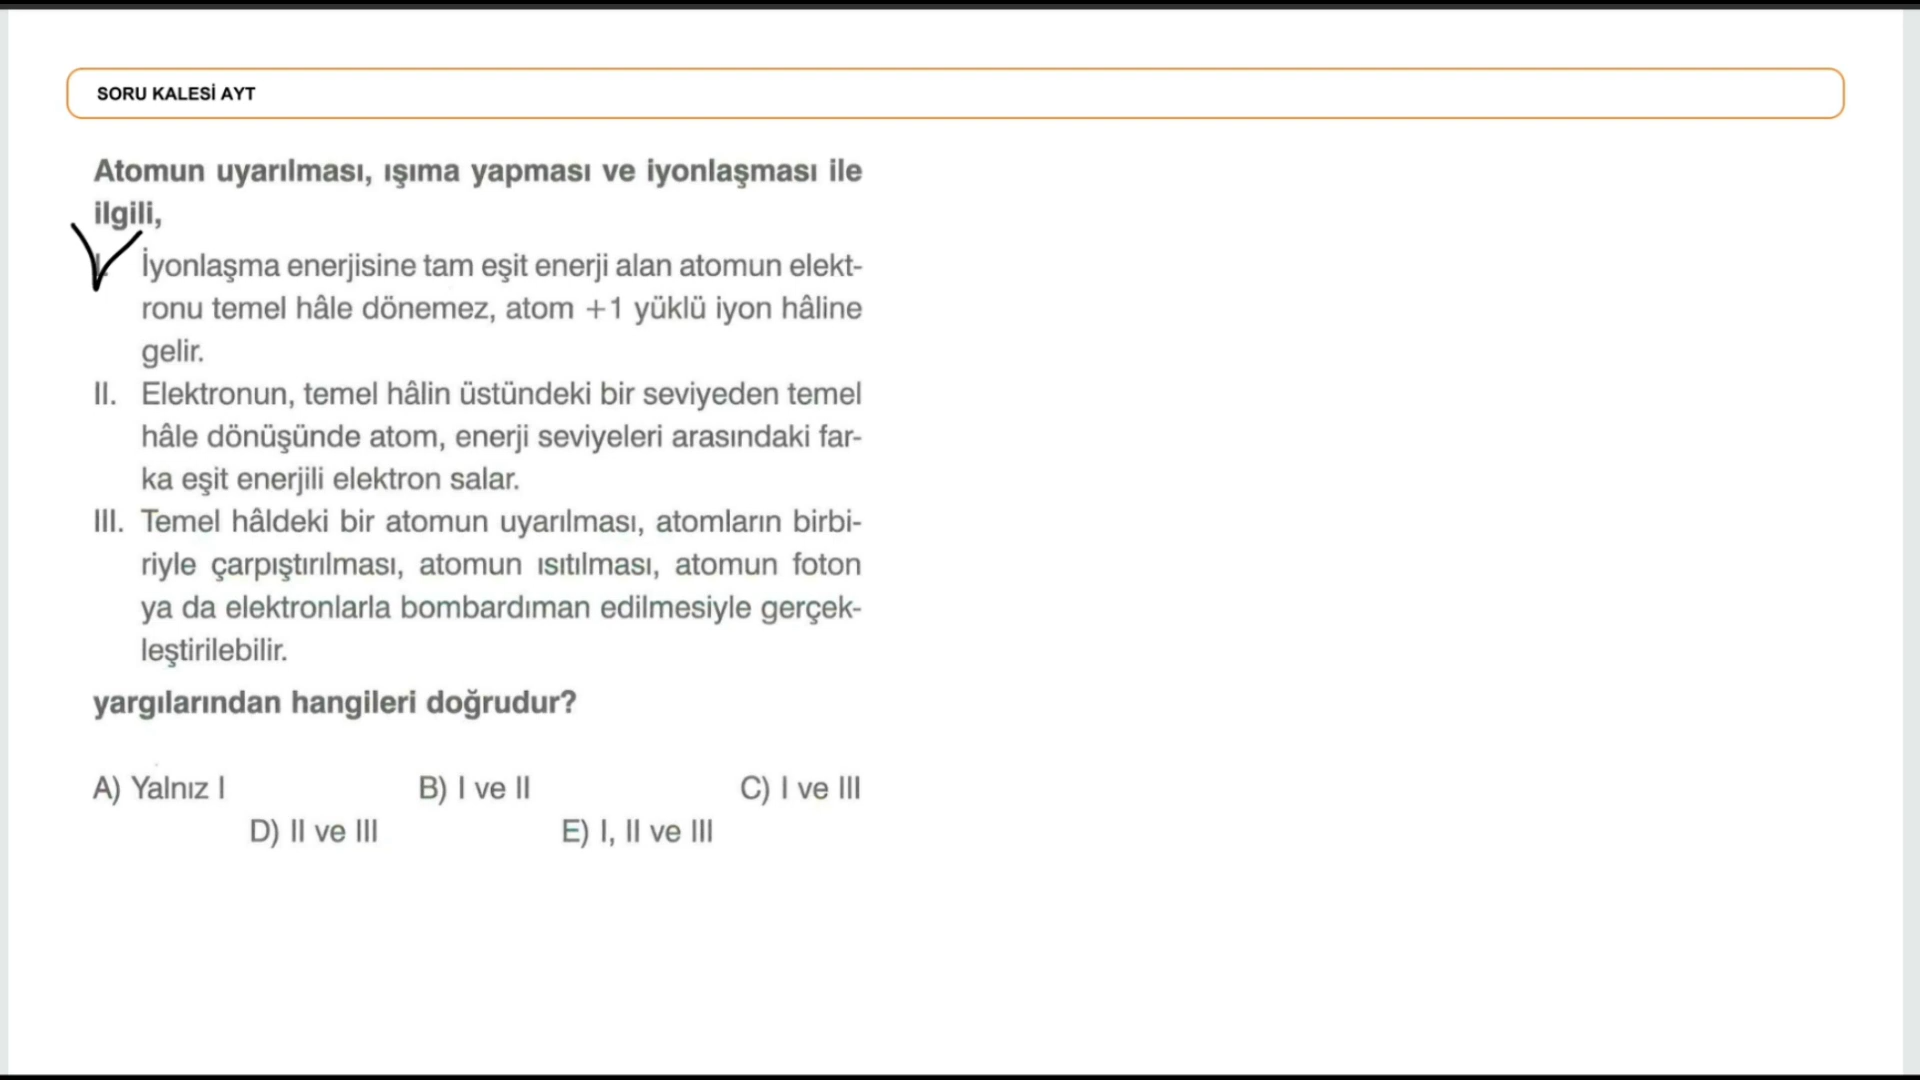 SORU KALESİ AYT
Atomun uyarılması, ışıma yapması ve iyonlaşması ile
ilgili,
I. İyonlaşma enerjisine tam eşit enerji alan atomun elekt-
ronu temel hâle dönemez, atom +1 yüklü iyon hâline
gelir.
II. Elektronun, temel hâlin üstündeki bir seviyeden temel
hâle dönüşünde atom, enerji seviyeleri arasındaki far-
ka eşit enerjili elektron salar.
III. Temel hâldeki bir atomun uyarılması, atomların birbi-
riyle çarpıştırılması, atomun ısıtılması, atomun foton
ya da elektronlarla bombardıman edilmesiyle gerçek-
leştirilebilir.
yargılarından hangileri doğrudur?
A) Yalnız I B) I ve II C) I ve III
D) II ve III E) I, II ve III